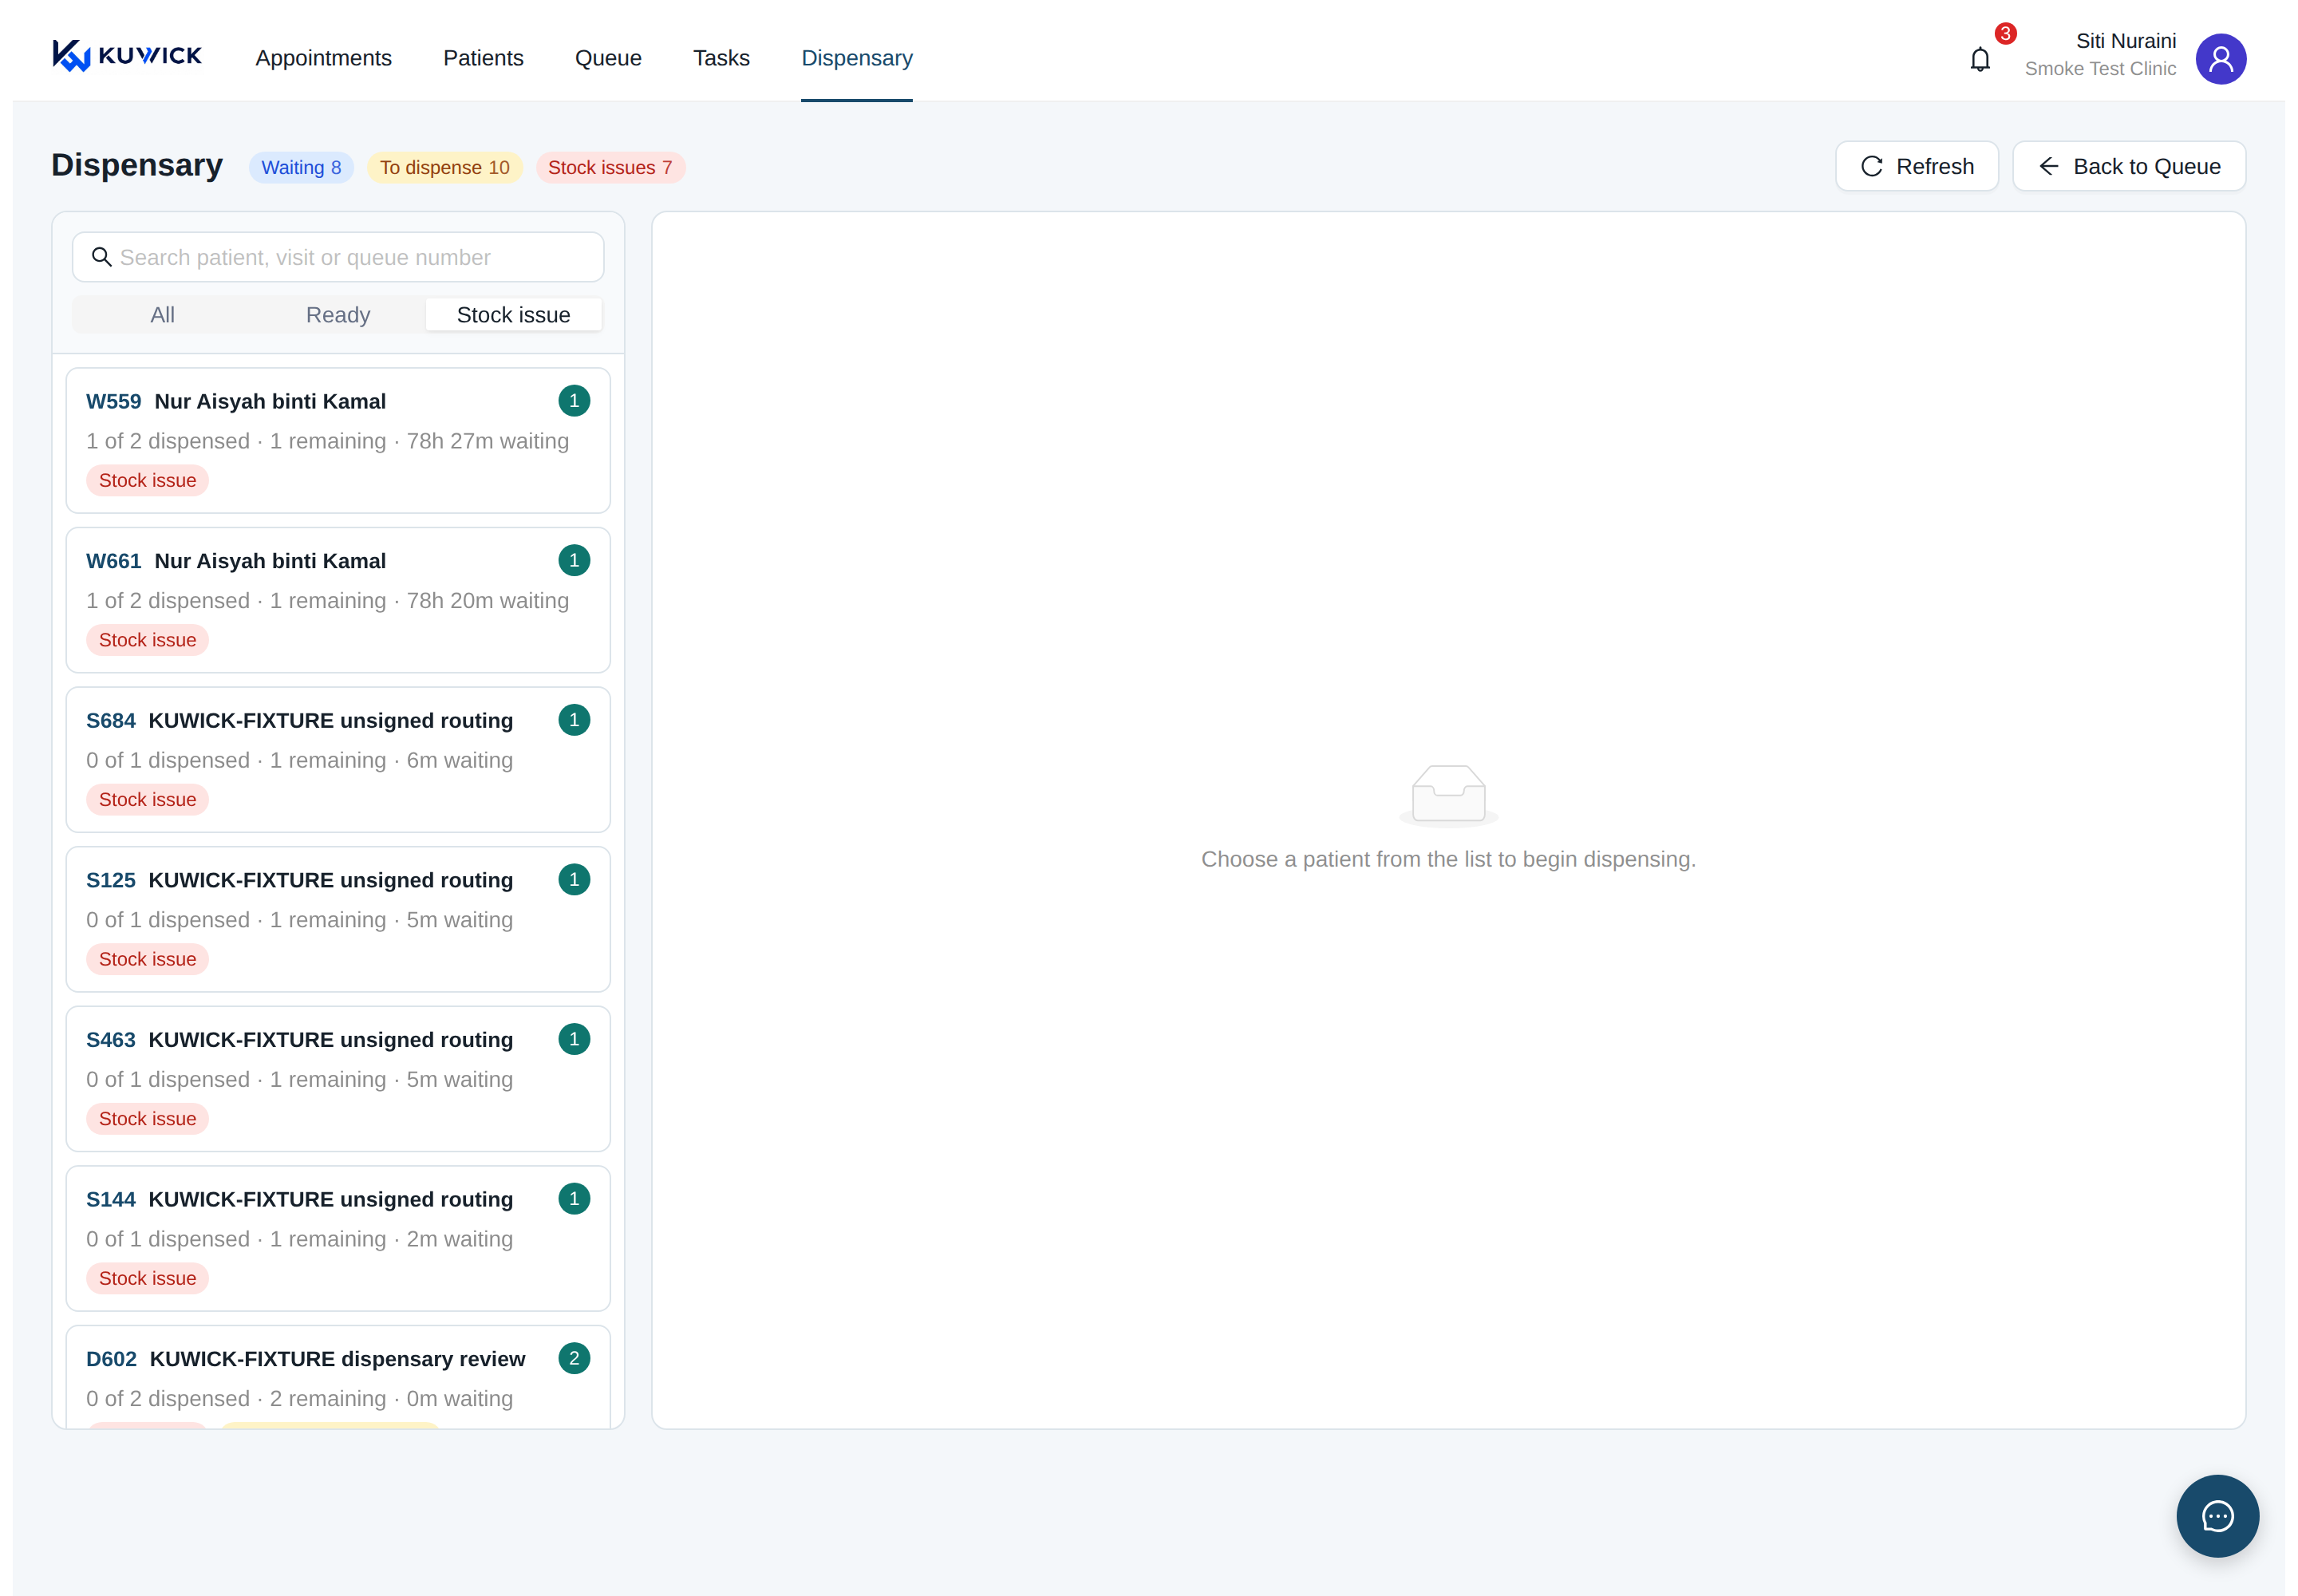 KUWICK
Appointments
Patients
Queue
Tasks
Dispensary
3
Siti Nuraini
Smoke Test Clinic
Dispensary
Waiting 8
To dispense 10
Stock issues 7
Refresh
Back to Queue
Search patient, visit or queue number
All
Ready
Stock issue
W559 Nur Aisyah binti Kamal 1
1 of 2 dispensed · 1 remaining · 78h 27m waiting
Stock issue
W661 Nur Aisyah binti Kamal 1
1 of 2 dispensed · 1 remaining · 78h 20m waiting
Stock issue
S684 KUWICK-FIXTURE unsigned routing 1
0 of 1 dispensed · 1 remaining · 6m waiting
Stock issue
S125 KUWICK-FIXTURE unsigned routing 1
0 of 1 dispensed · 1 remaining · 5m waiting
Stock issue
S463 KUWICK-FIXTURE unsigned routing 1
0 of 1 dispensed · 1 remaining · 5m waiting
Stock issue
S144 KUWICK-FIXTURE unsigned routing 1
0 of 1 dispensed · 1 remaining · 2m waiting
Stock issue
D602 KUWICK-FIXTURE dispensary review 2
0 of 2 dispensed · 2 remaining · 0m waiting
Choose a patient from the list to begin dispensing.